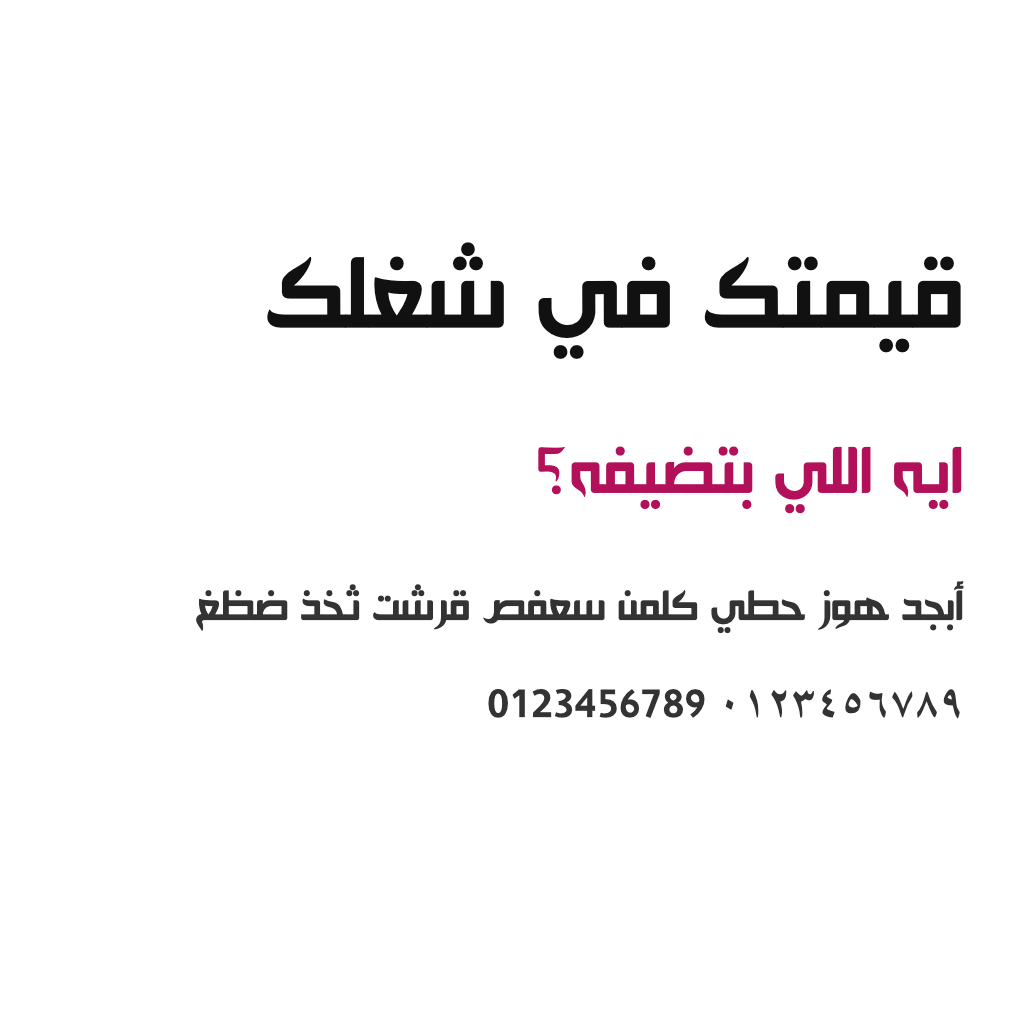 قيمتك في شغلك
ايه اللي بتضيفه؟
أبجد هوز حطي كلمن سعفص قرشت ثخذ ضظغ
0123456789 ٠١٢٣٤٥٦٧٨٩